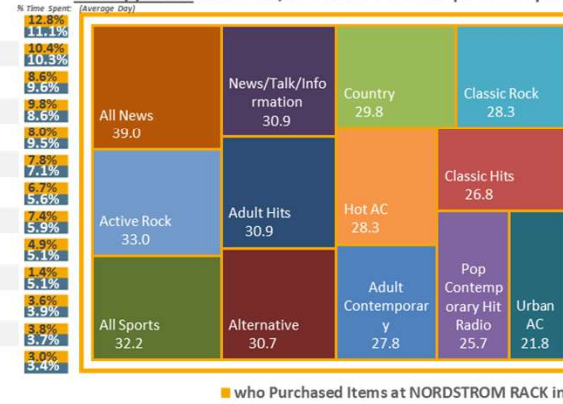 % Time Spent: (Average Day)
12.8%
11.1%
10.4%
10.3%
8.6%
9.6%
9.8%
8.6%
8.0%
9.5%
7.8%
7.1%
6.7%
5.6%
7.4%
5.9%
4.9%
5.1%
1.4%
5.1%
3.6%
3.9%
3.8%
3.7%
3.0%
3.4%
All News
39.0
Active Rock
33.0
All Sports
32.2
News/Talk/Info
rmation
30.9
Adult Hits
30.9
Alternative
30.7
Country
29.8
Classic Rock
28.3
Hot AC
28.3
Classic Hits
26.8
Adult
Contemporar
y
27.8
Pop
Contemp
orary Hit
Radio
25.7
Urban
AC
21.8
who Purchased Items at NORDSTROM RACK in